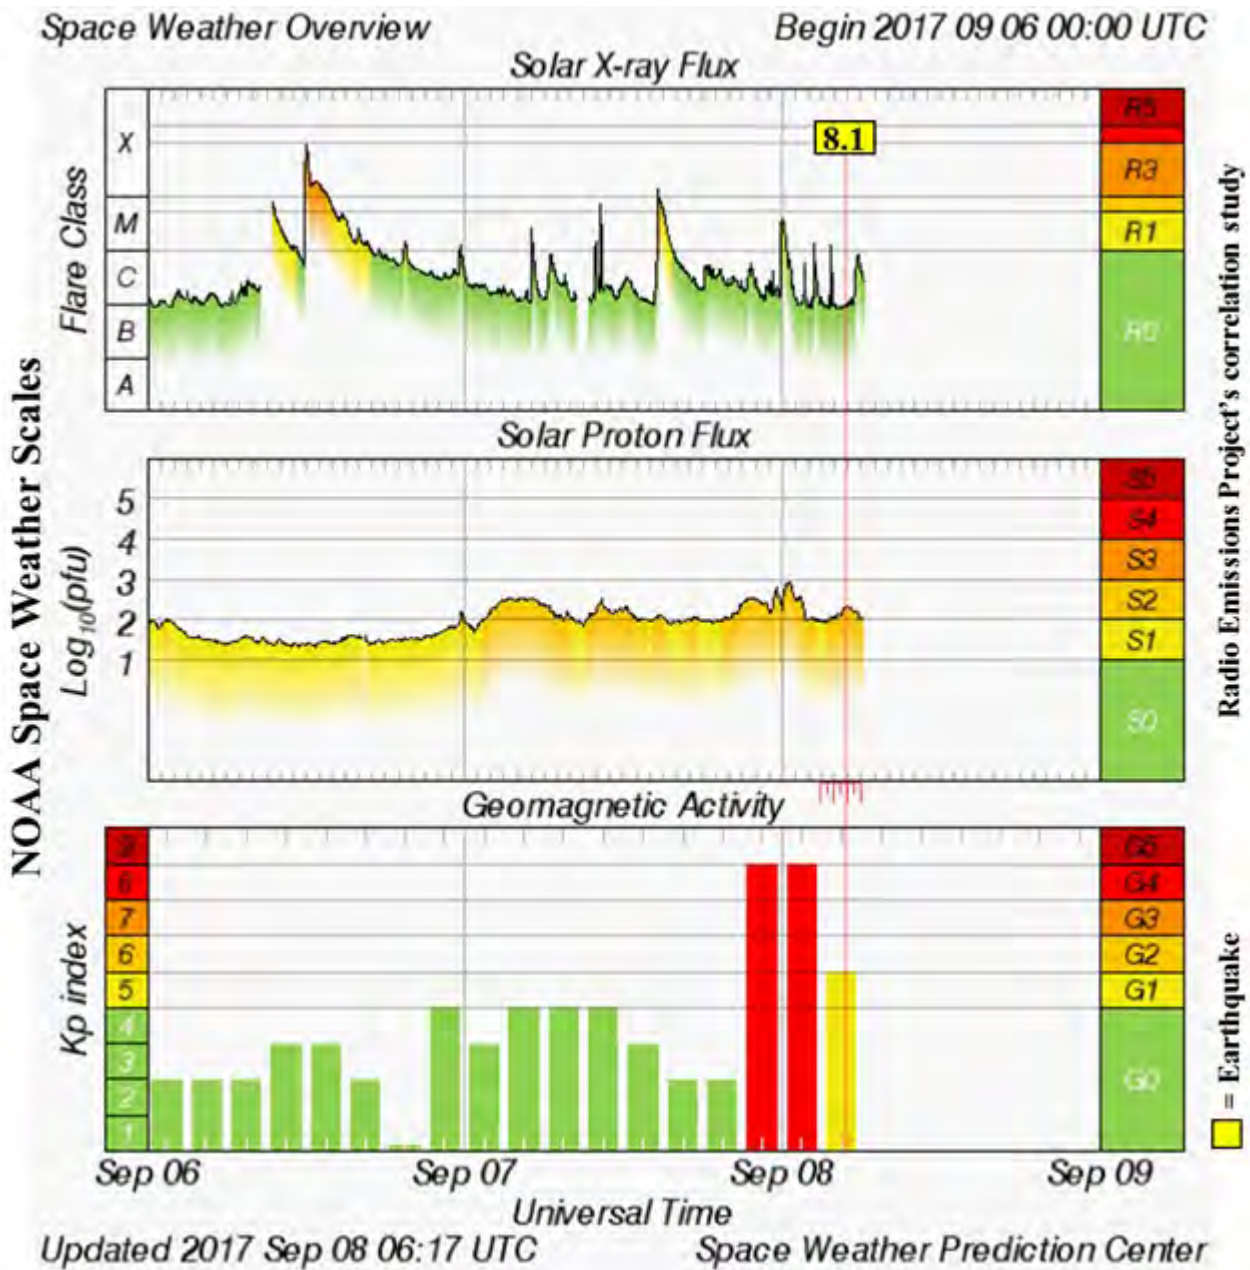 Space Weather Overview
Begin 2017 09 06 00:00 UTC
Solar X-ray Flux
Flare Class
X
M
C
B
A
8.1
R5
R3
R1
R0
Solar Proton Flux
Log10(pfu)
5
4
3
2
1
S5
S4
S3
S2
S1
S0
Geomagnetic Activity
Kp index
9
8
7
6
5
4
3
2
1
G5
G4
G3
G2
G1
G0
Sep 06
Sep 07
Sep 08
Sep 09
Universal Time
Updated 2017 Sep 08 06:17 UTC
Space Weather Prediction Center
NOAA Space Weather Scales
Radio Emissions Project's correlation study
= Earthquake